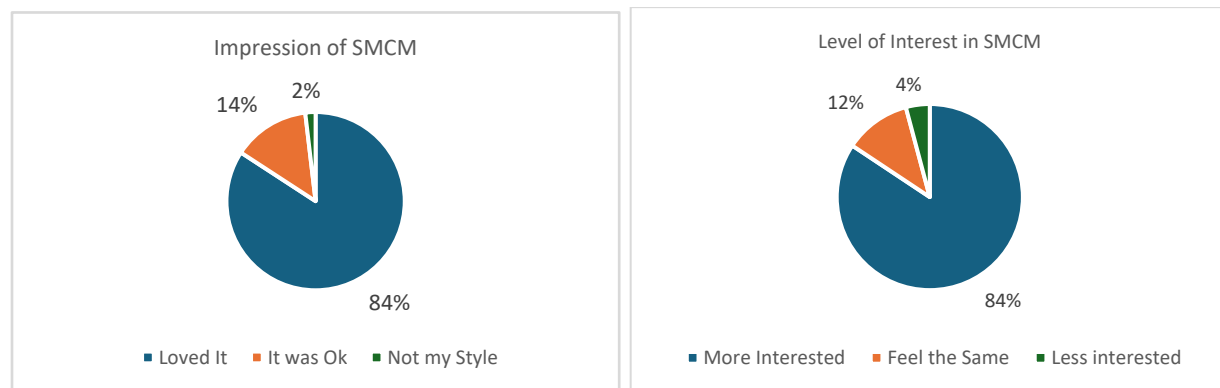 Impression of SMCM
2%
14%
84%
Loved It It was Ok Not my Style
Level of Interest in SMCM
4%
12%
84%
More Interested Feel the Same Less interested